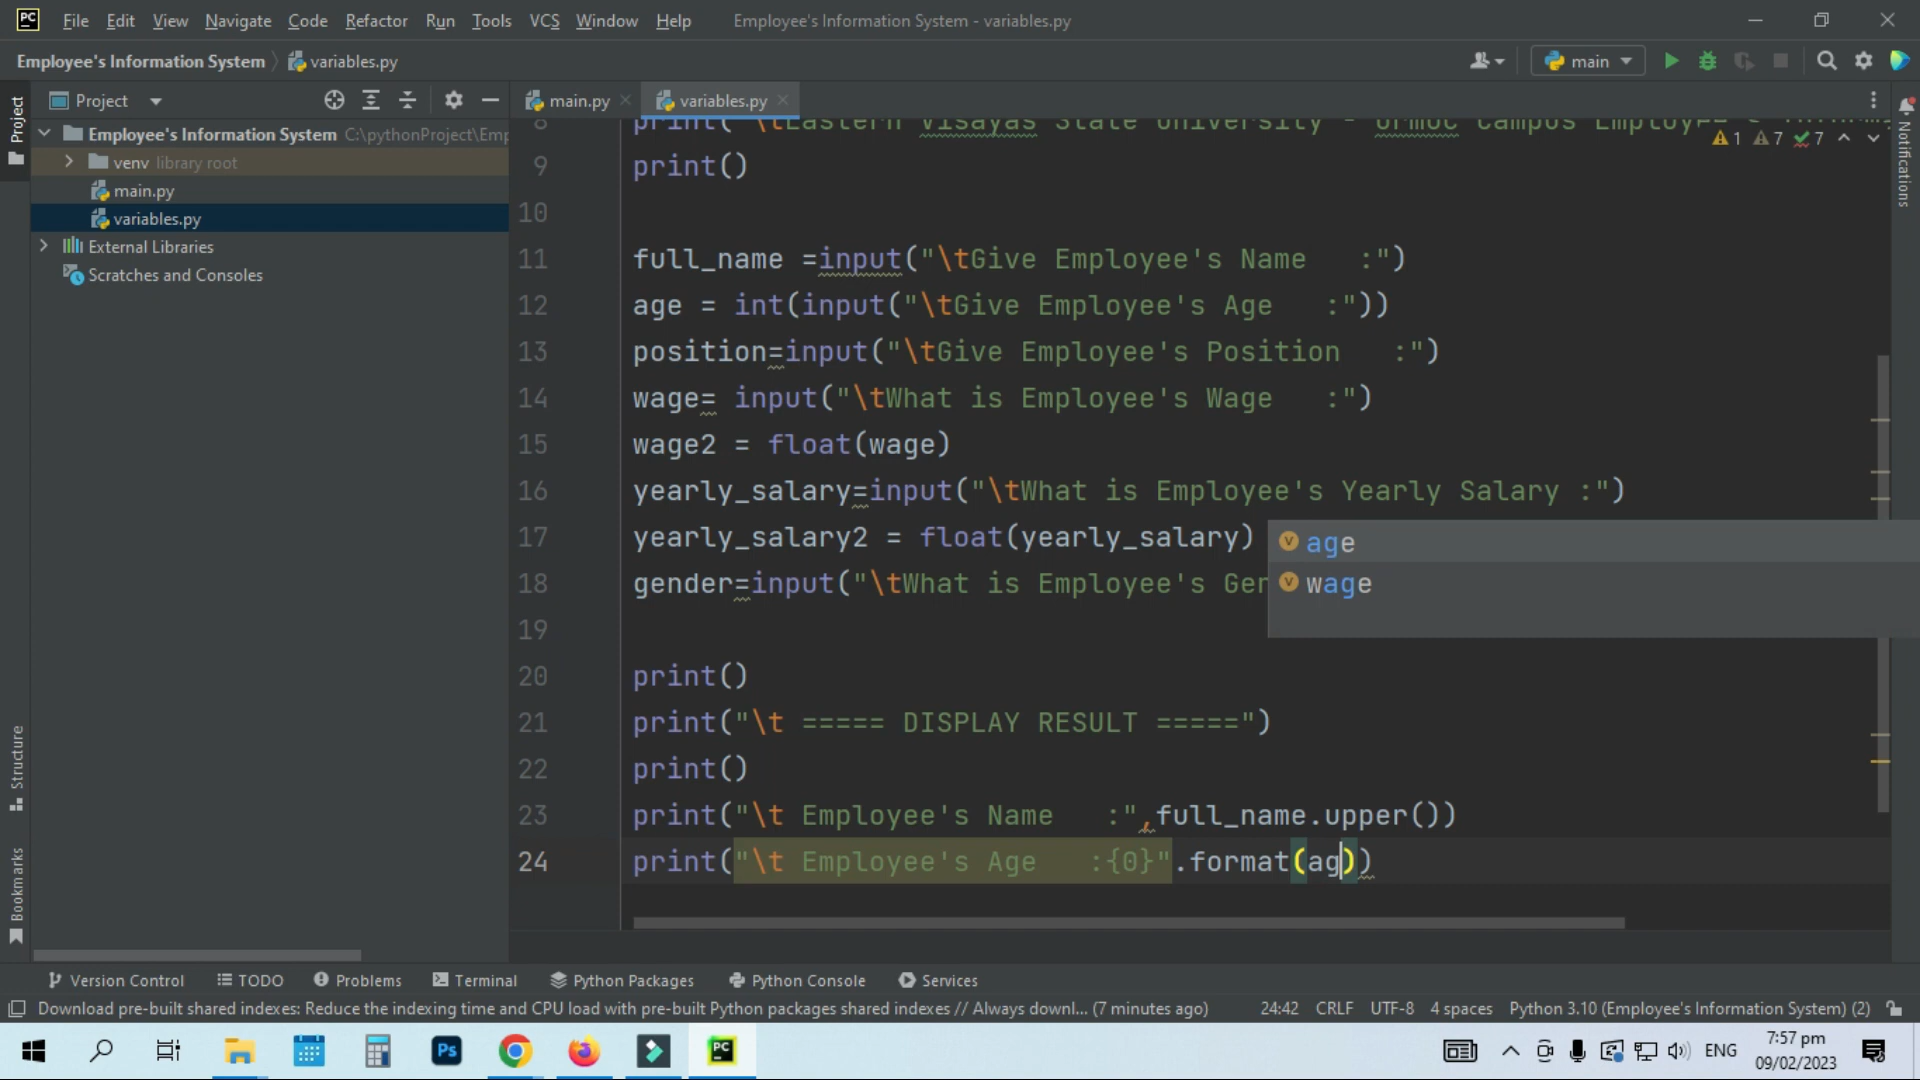 PC File Edit View Navigate Code Refactor Run Tools VCS Window Help Employee's Information System - variables.py
Employee's Information System variables.py main
Project
Project main.py variables.py
Employee's Information System C:\pythonProject\Emp
venv library root
main.py
variables.py
External Libraries
Scratches and Consoles
Structure
Bookmarks
Notifications
1 7 7
8 print("\tEastern Visayas State University - Ormoc Campus Employe
9 print()
10
11 full_name =input("\tGive Employee's Name   :")
12 age = int(input("\tGive Employee's Age   :"))
13 position=input("\tGive Employee's Position   :")
14 wage= input("\tWhat is Employee's Wage   :")
15 wage2 = float(wage)
16 yearly_salary=input("\tWhat is Employee's Yearly Salary :")
17 yearly_salary2 = float(yearly_salary)
18 gender=input("\tWhat is Employee's Gen
v age
v wage
19
20 print()
21 print("\t ===== DISPLAY RESULT =====")
22 print()
23 print("\t Employee's Name   :",full_name.upper())
24 print("\t Employee's Age   :{0}".format(ag))
Version Control TODO Problems Terminal Python Packages Python Console Services
Download pre-built shared indexes: Reduce the indexing time and CPU load with pre-built Python packages shared indexes // Always downl... (7 minutes ago) 24:42 CRLF UTF-8 4 spaces Python 3.10 (Employee's Information System) (2)
Ps PC ENG 7:57 pm
09/02/2023